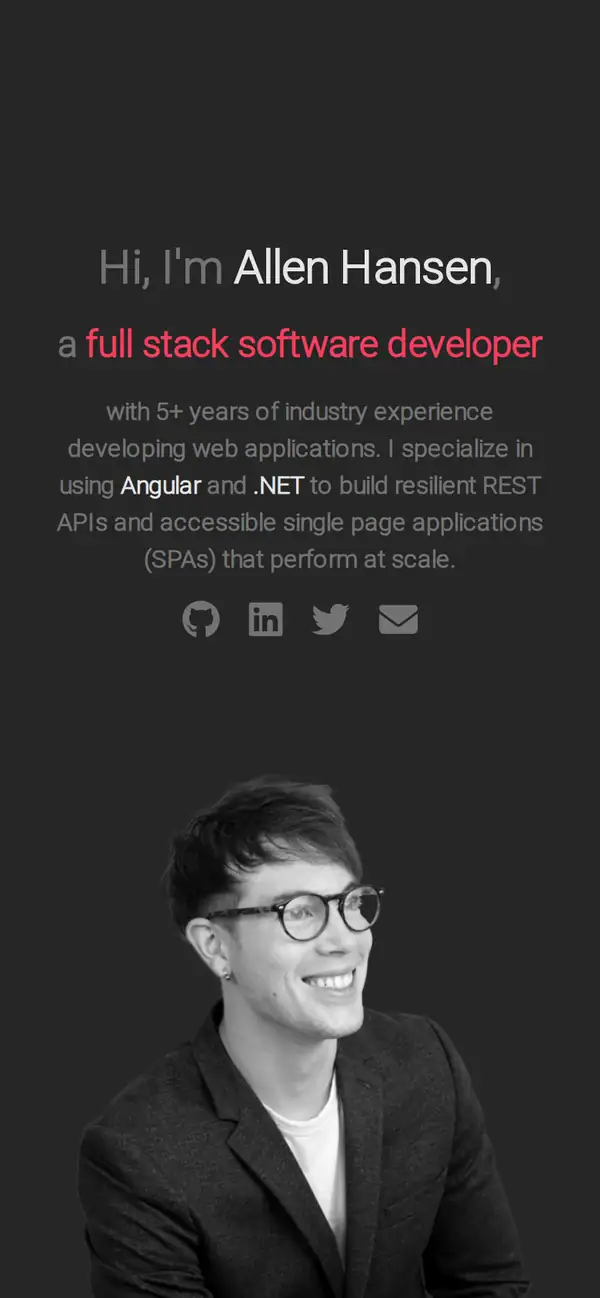 Hi, I'm Allen Hansen,
a full stack software developer
with 5+ years of industry experience
developing web applications. I specialize in
using Angular and .NET to build resilient REST
APIs and accessible single page applications
(SPAs) that perform at scale.